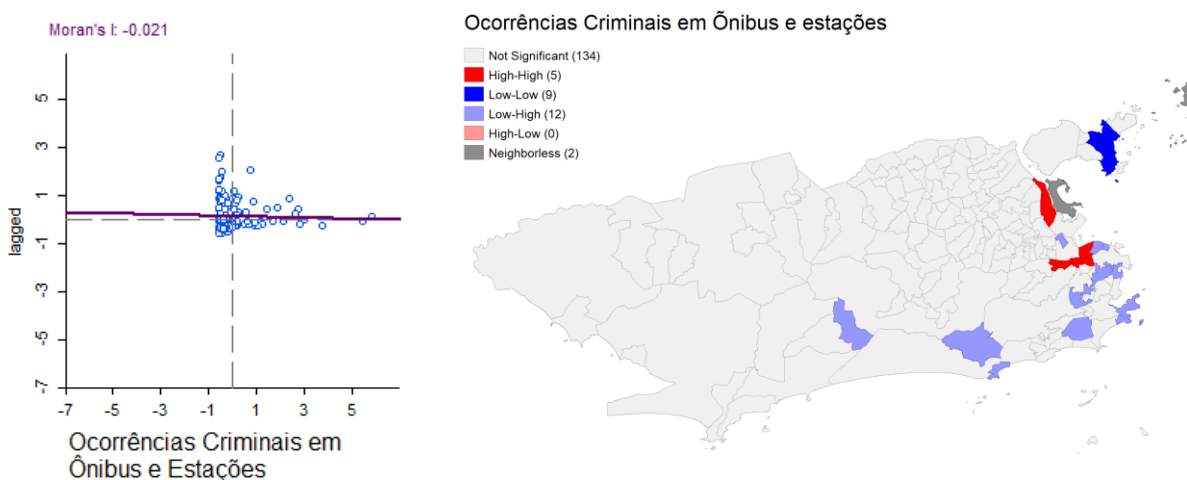 Moran's I: -0.021
5
3
1
-1
-3
-5
-7
lagged
-7 -5 -3 -1 1 3 5
Ocorrências Criminais em
Ônibus e Estações
Ocorrências Criminais em Õnibus e estações
Not Significant (134)
High-High (5)
Low-Low (9)
Low-High (12)
High-Low (0)
Neighborless (2)